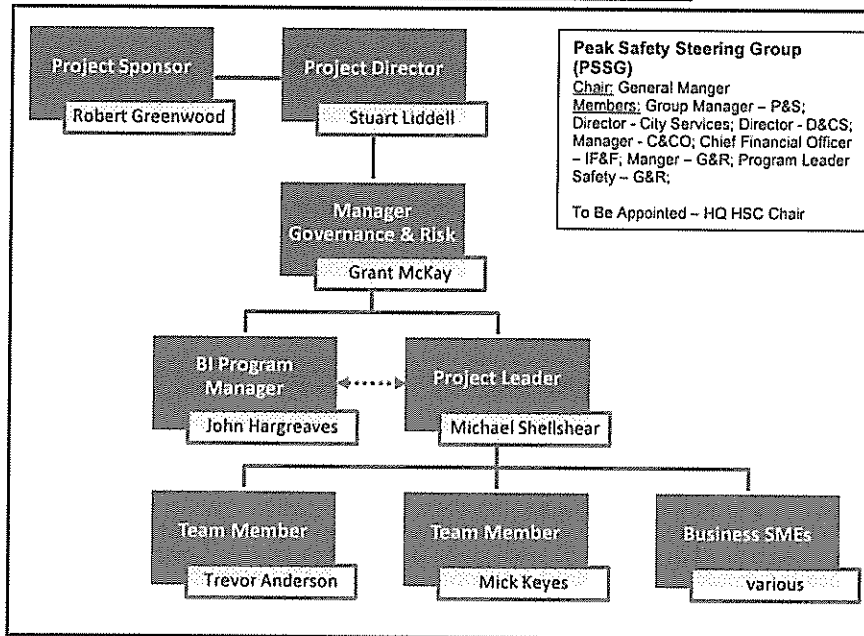 Project Sponsor
Robert Greenwood
Project Director
Stuart Liddell
Peak Safety Steering Group
(PSSG)
Chair: General Manger
Members: Group Manager – P&S;
Director - City Services; Director - D&CS;
Manager - C&CO; Chief Financial Officer
– IF&F; Manger – G&R; Program Leader
Safety – G&R;
To Be Appointed – HQ HSC Chair
Manager
Governance & Risk
Grant McKay
BI Program
Manager
John Hargreaves
Project Leader
Michael Shellshear
Team Member
Trevor Anderson
Team Member
Mick Keyes
Business SMEs
various